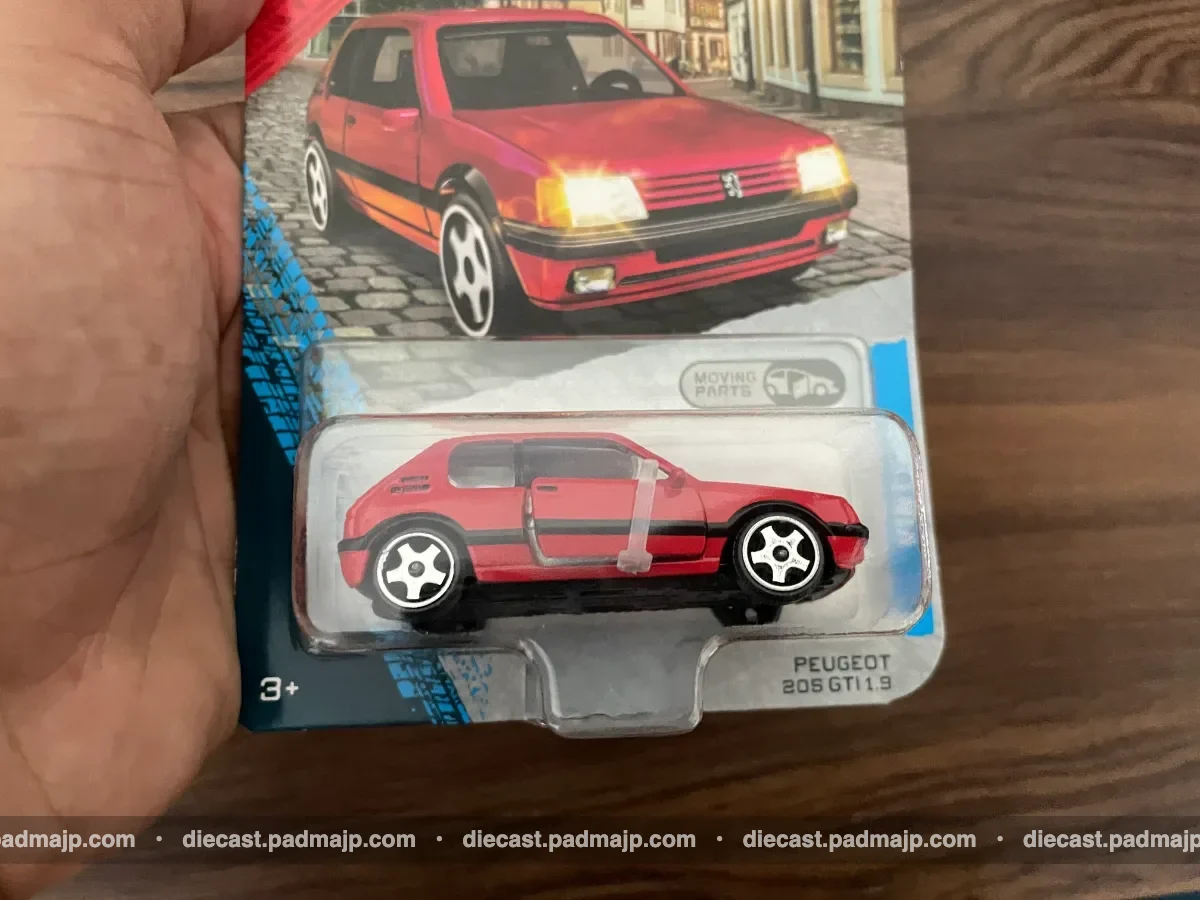 MOVING
PARTS
3+
PEUGEOT
205 GTI 1.9
admajp.com • diecast.padmajp.com • diecast.padmajp.com • diecast.padmajp.com • diecast.padmajp